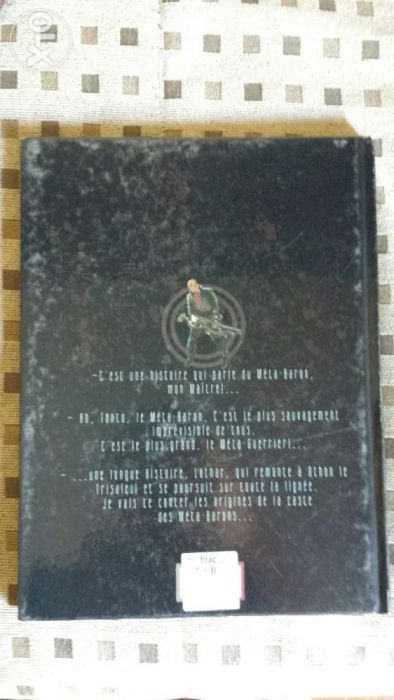 OLX
-C'est une histoire qui parle du Méta-Baron,
mon Maître!...
- Ah, Tonto, le Méta-Baron, c'est le plus sauvagement
imprévisible de tous.
C'est le plus grand, le Méta-Guerrier!...
- ...une longue histoire, Lothar, qui remonte à Othon le
Trisaïeul et se poursuit sur toute la lignée.
Je vais te conter les origines de la caste
des Méta-Barons...